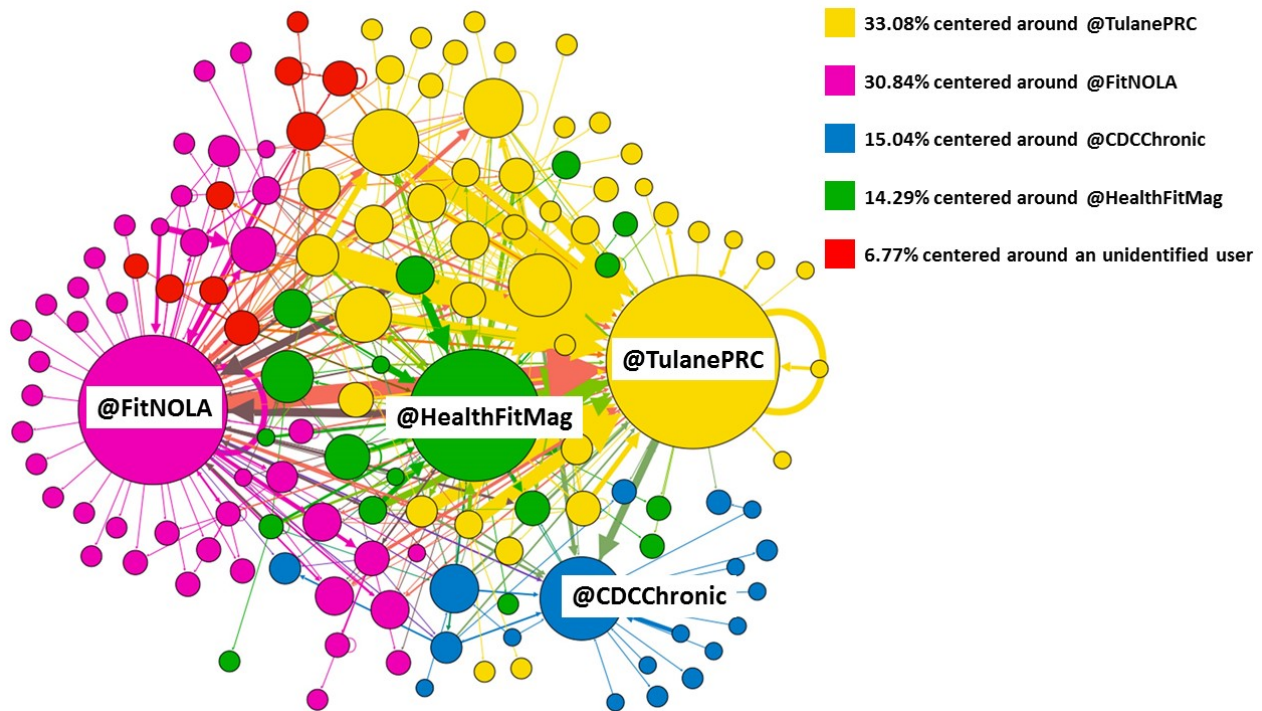 33.08% centered around @TulanePRC
30.84% centered around @FitNOLA
15.04% centered around @CDCChronic
14.29% centered around @HealthFitMag
6.77% centered around an unidentified user
@TulanePRC
@FitNOLA
@HealthFitMag
@CDCChronic